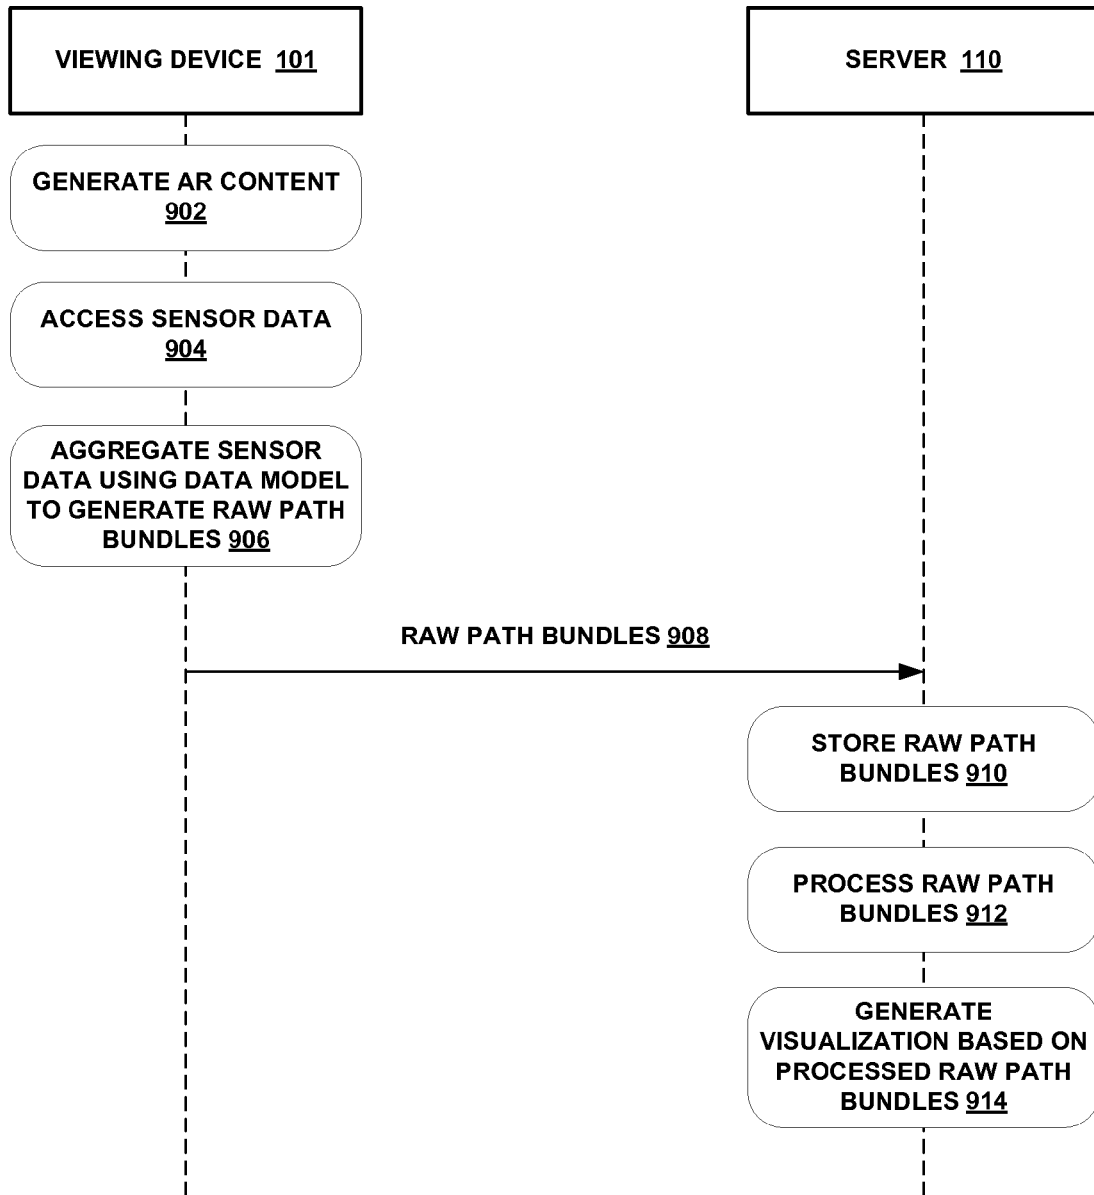 VIEWING DEVICE 101
SERVER 110
GENERATE AR CONTENT
902
ACCESS SENSOR DATA
904
AGGREGATE SENSOR
DATA USING DATA MODEL
TO GENERATE RAW PATH
BUNDLES 906
RAW PATH BUNDLES 908
STORE RAW PATH
BUNDLES 910
PROCESS RAW PATH
BUNDLES 912
GENERATE
VISUALIZATION BASED ON
PROCESSED RAW PATH
BUNDLES 914